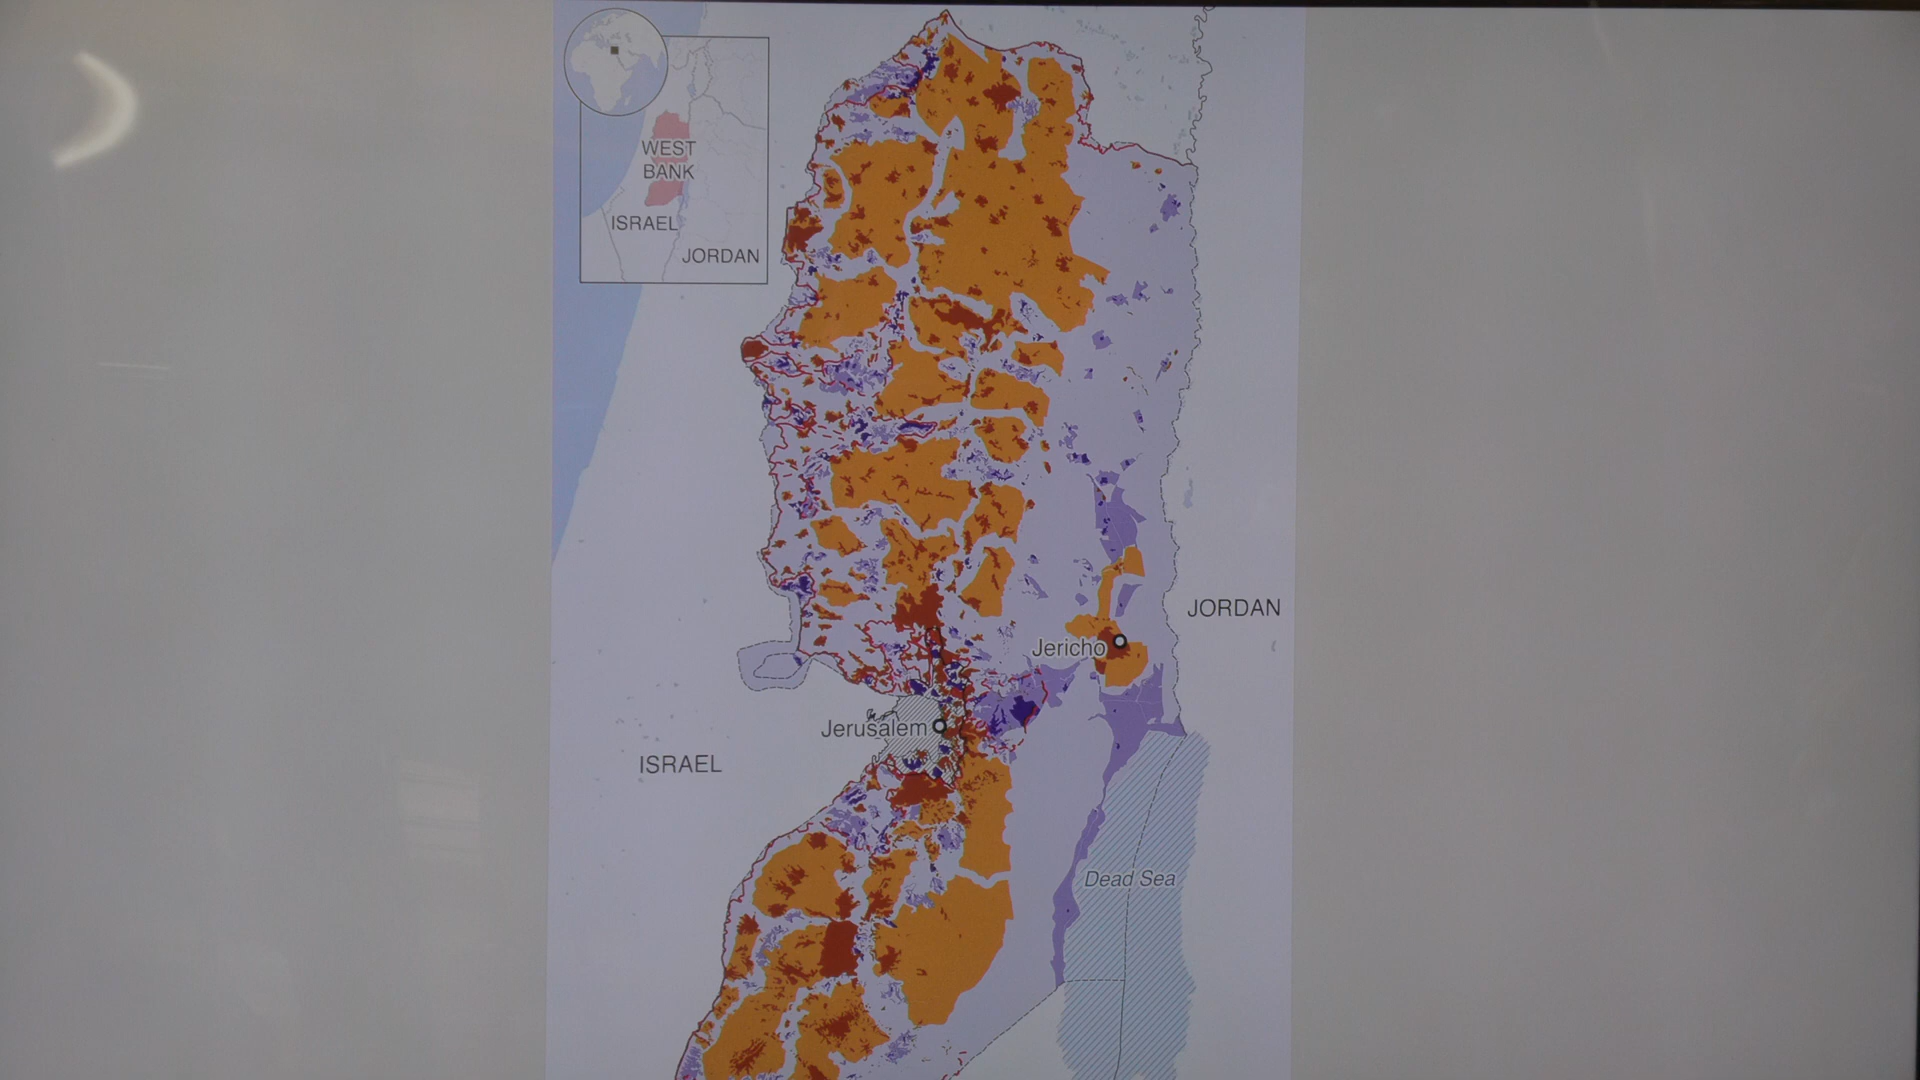 WEST
BANK
ISRAEL
JORDAN
JORDAN
Jericho
Jerusalem
ISRAEL
Dead Sea